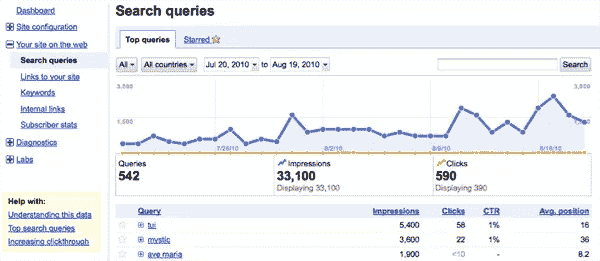 Dashboard
Site configuration
Your site on the web
Search queries
Links to your site
Keywords
Internal links
Subscriber stats
Diagnostics
Labs
Help with:
Understanding this data
Top search queries
Increasing clickthrough
Search queries
Top queries Starred
All All countries Jul 20, 2010 to Aug 19, 2010 Search
1,500
7/26/10 8/2/10 8/9/10 8/16/10
Queries Impressions Clicks
542 33,100 590
Displaying 33,100 Displaying 390
Query Impressions Clicks CTR Avg. position
tui 5,400 58 1% 16
mystic 3,600 22 1% 36
ave maria 1,900 <10 - 8.2